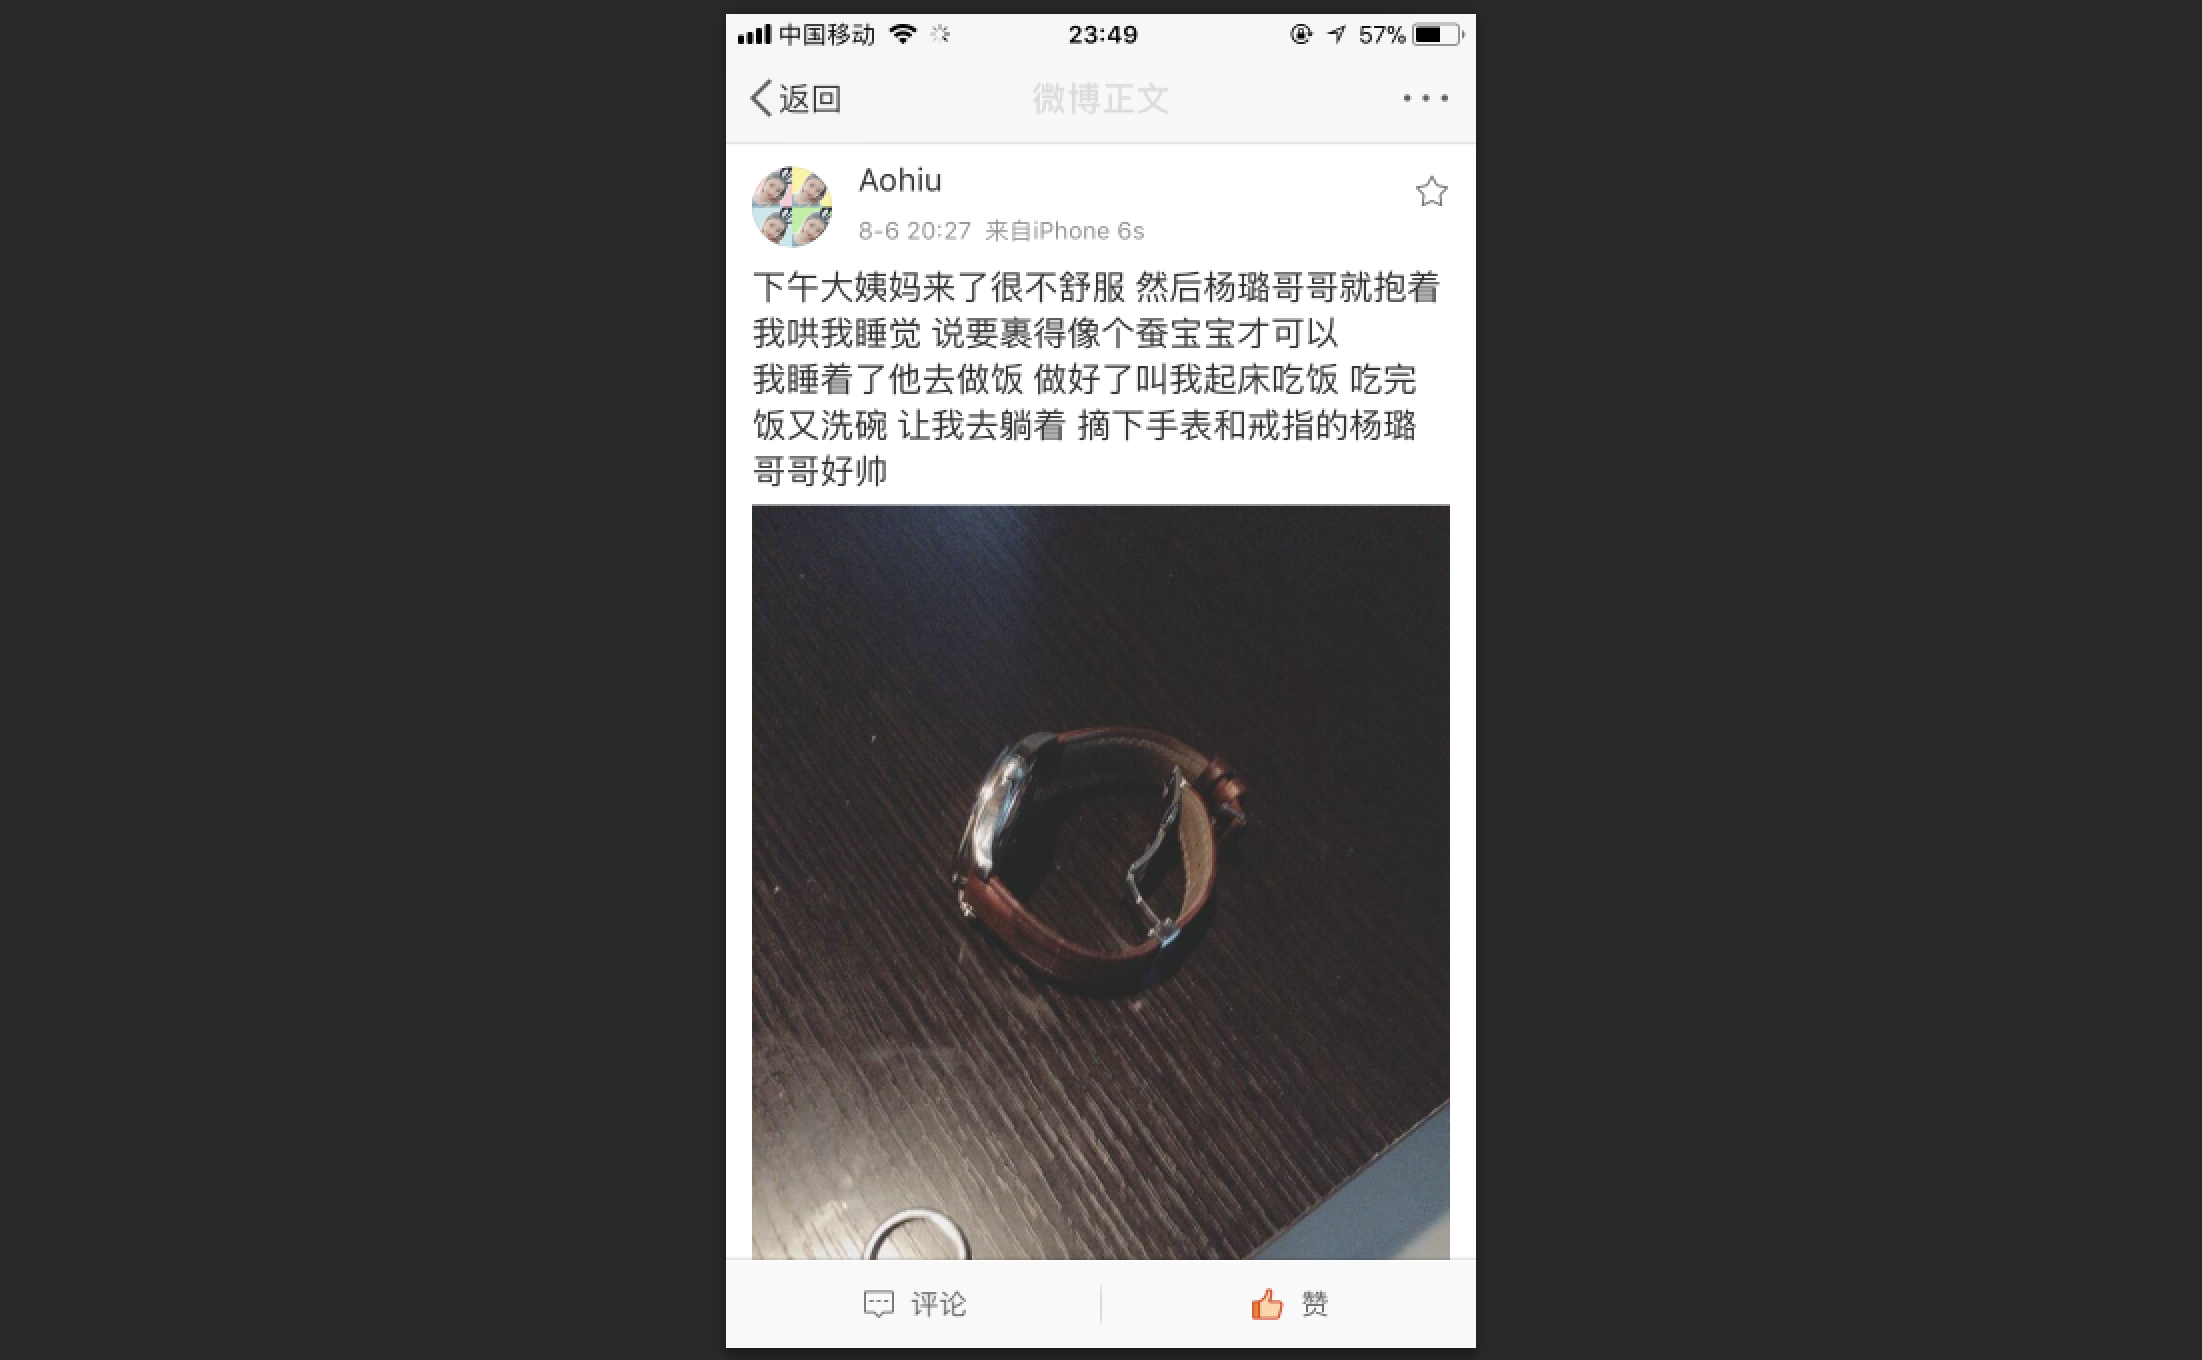 中国移动 23:49 57%
返回 微博正文
Aohiu
8-6 20:27 来自iPhone 6s
下午大姨妈来了很不舒服 然后杨璐哥哥就抱着
我哄我睡觉 说要裹得像个蚕宝宝才可以
我睡着了他去做饭 做好了叫我起床吃饭 吃完
饭又洗碗 让我去躺着 摘下手表和戒指的杨璐
哥哥好帅
评论 赞